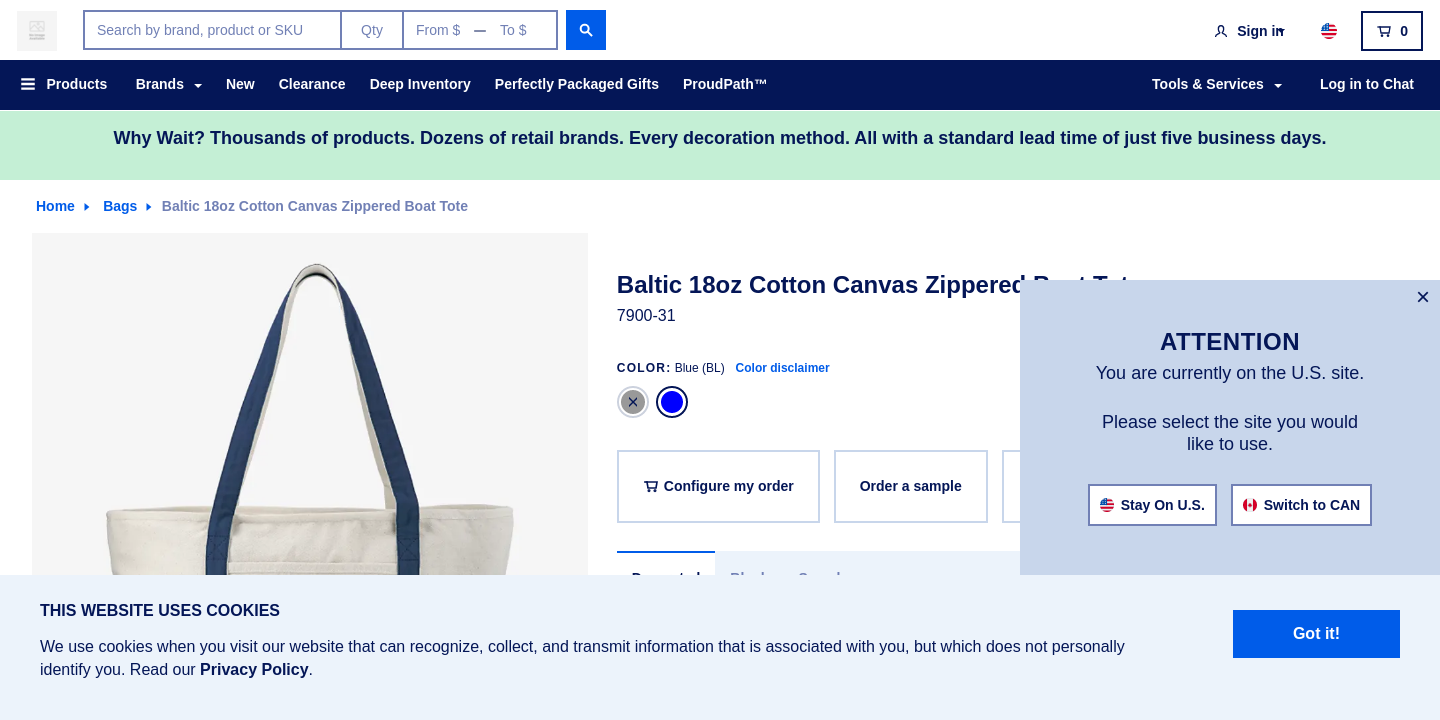 Search by brand, product or SKU
Qty
From $ — To $
Sign in
0
Products
Brands
New
Clearance
Deep Inventory
Perfectly Packaged Gifts
ProudPath™
Tools & Services
Log in to Chat
Why Wait? Thousands of products. Dozens of retail brands. Every decoration method. All with a standard lead time of just five business days.
Home
Bags
Baltic 18oz Cotton Canvas Zippered Boat Tote
Baltic 18oz Cotton Canvas Zippered Boat Tote
7900-31
COLOR: Blue (BL) Color disclaimer
Configure my order
Order a sample
ATTENTION
You are currently on the U.S. site.
Please select the site you would
like to use.
Stay On U.S.
Switch to CAN
THIS WEBSITE USES COOKIES
We use cookies when you visit our website that can recognize, collect, and transmit information that is associated with you, but which does not personally
identify you. Read our Privacy Policy.
Got it!